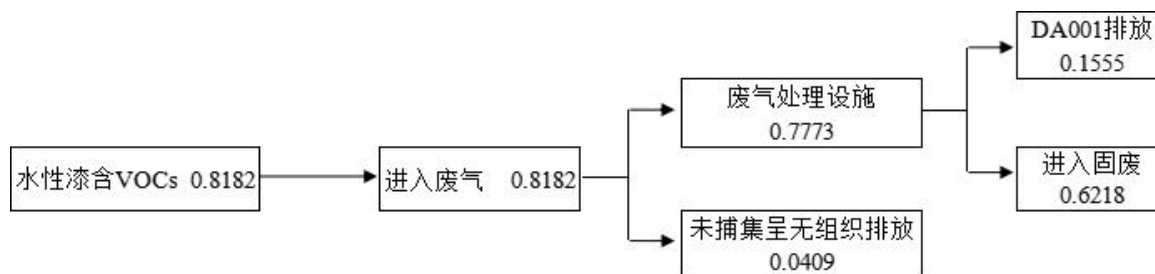 水性漆含VOCs 0.8182
进入废气 0.8182
废气处理设施
0.7773
未捕集呈无组织排放
0.0409
DA001排放
0.1555
进入固废
0.6218